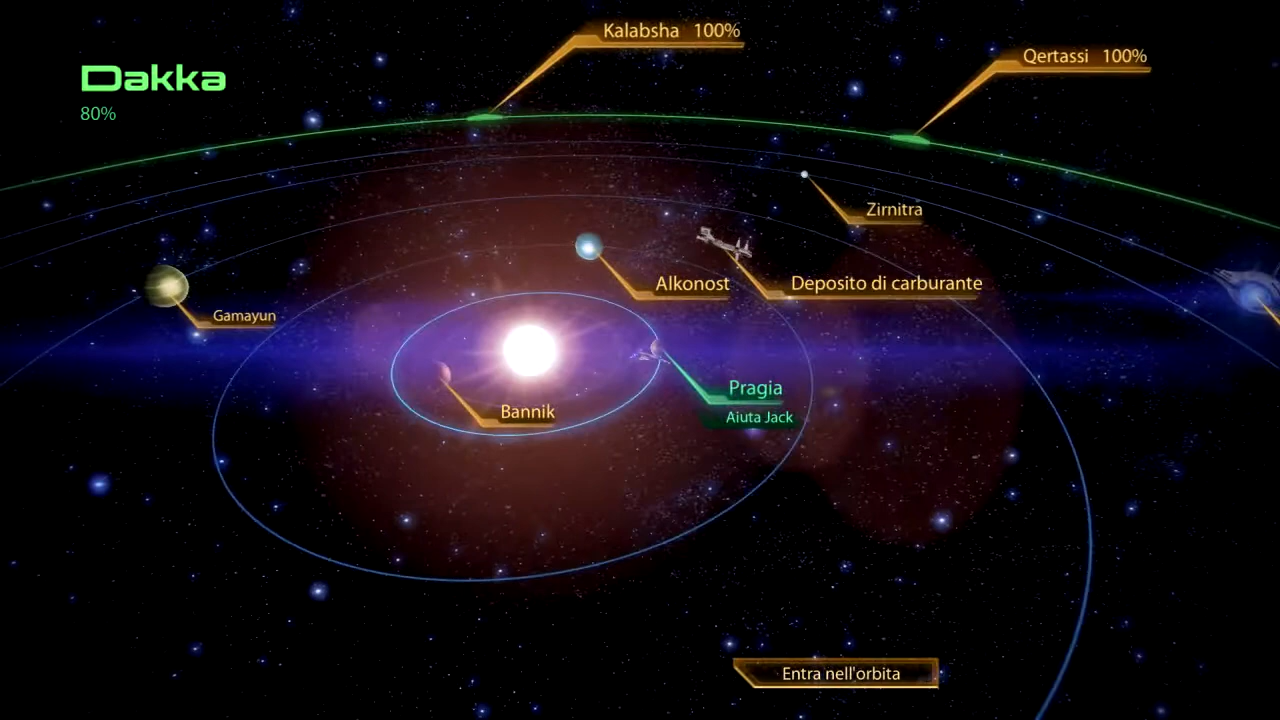 Kalabsha 100%
Qertassi 100%
Dakka
80%
Zirnitra
Alkonost
Deposito di carburante
Gamayun
Pragia
Aiuta Jack
Bannik
Entra nell'orbita